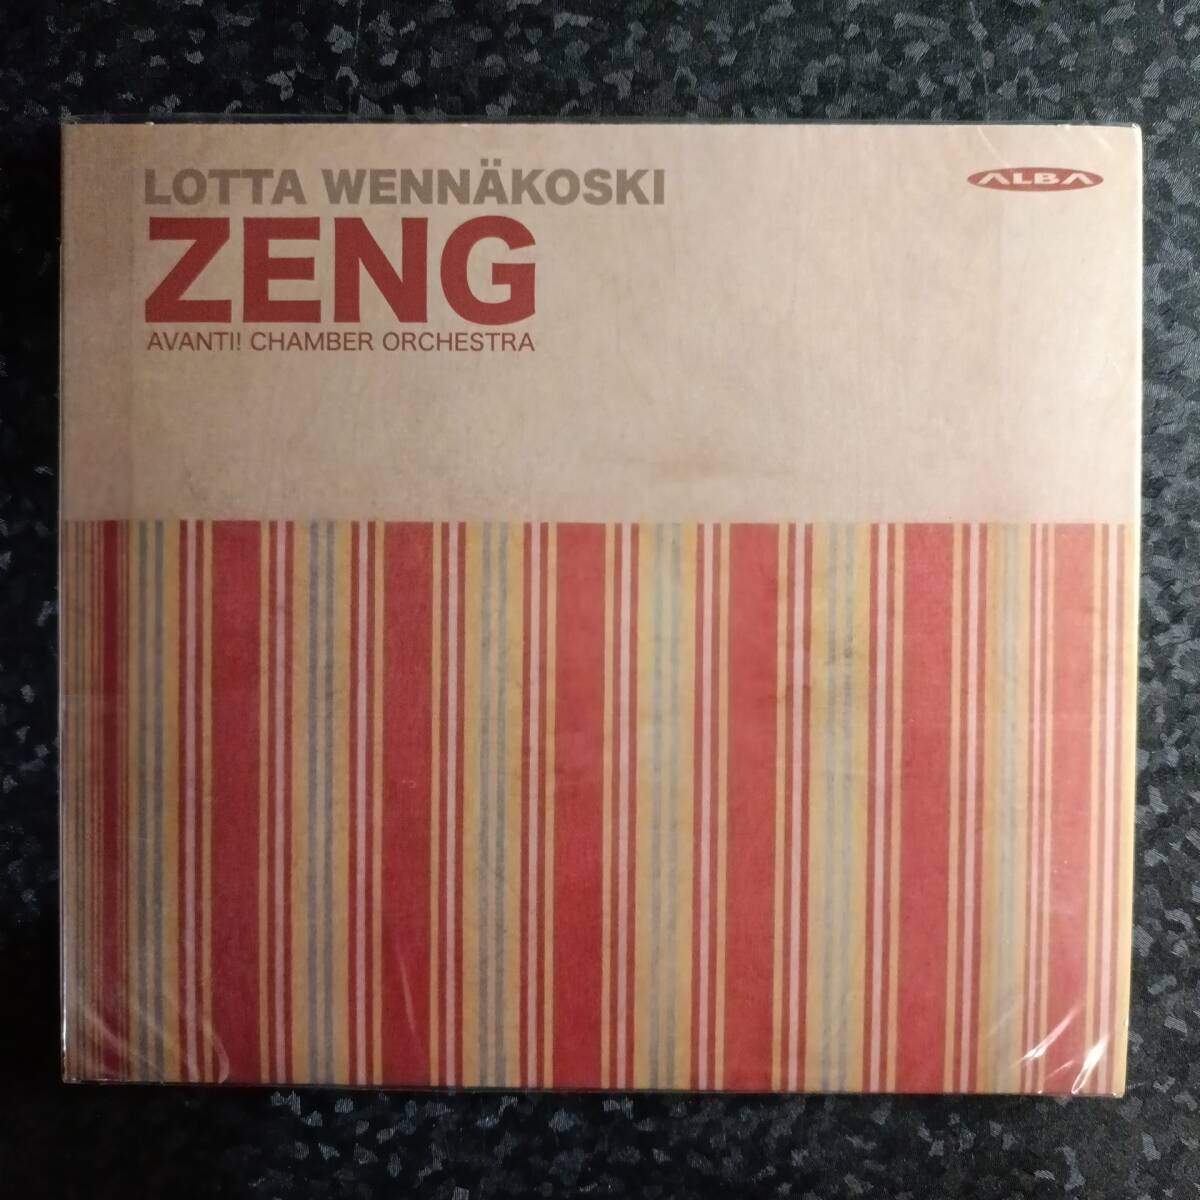 LOTTA WENNÄKOSKI
ALBA
ZENG
AVANTI! CHAMBER ORCHESTRA